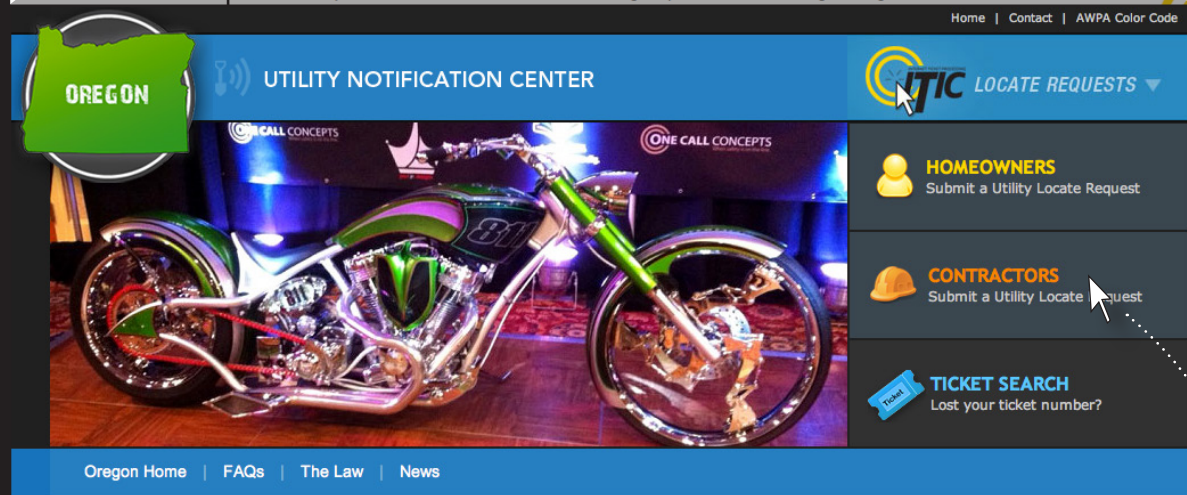 Home | Contact | AWPA Color Code
OREGON
UTILITY NOTIFICATION CENTER
ITIC LOCATE REQUESTS
CALL CONCEPTS
ONE CALL CONCEPTS
811
811
HOMEOWNERS
Submit a Utility Locate Request
CONTRACTORS
Submit a Utility Locate quest
Ticket
TICKET SEARCH
Lost your ticket number?
Oregon Home | FAQs | The Law | News